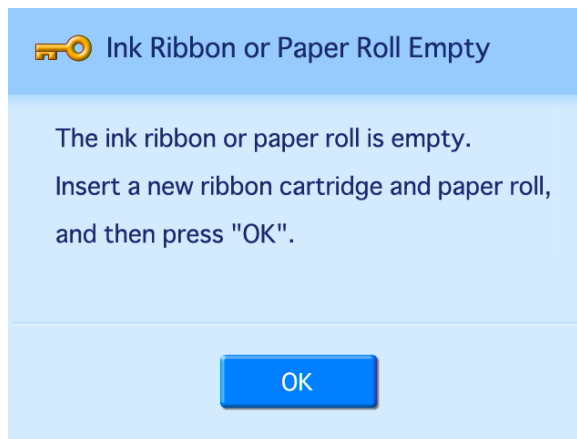 Ink Ribbon or Paper Roll Empty
The ink ribbon or paper roll is empty.
Insert a new ribbon cartridge and paper roll,
and then press "OK".
OK